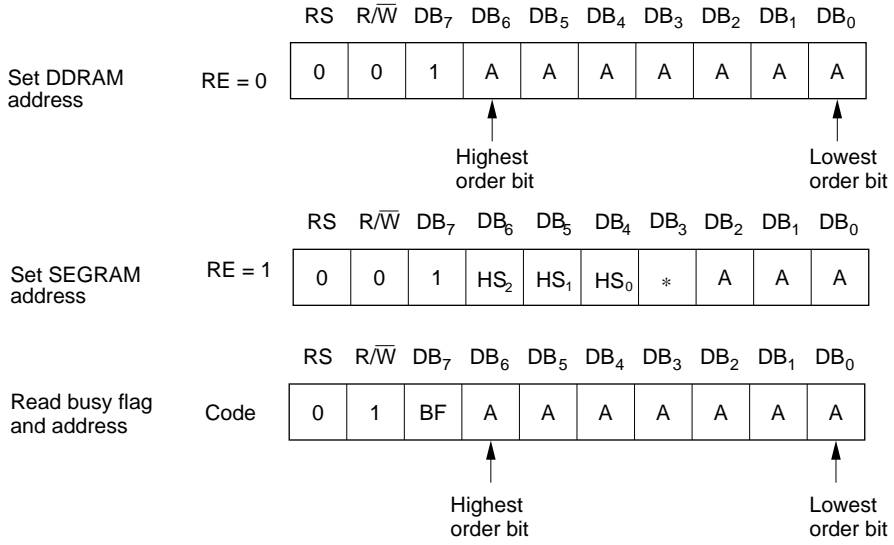 RS R/W̅ DB₇ DB₆ DB₅ DB₄ DB₃ DB₂ DB₁ DB₀
Set DDRAM
address
RE = 0
0 0 1 A A A A A A A
Highest
order bit
Lowest
order bit
RS R/W̅ DB₇ DB₆ DB₅ DB₄ DB₃ DB₂ DB₁ DB₀
Set SEGRAM
address
RE = 1
0 0 1 HS₂ HS₁ HS₀ * A A A
RS R/W̅ DB₇ DB₆ DB₅ DB₄ DB₃ DB₂ DB₁ DB₀
Read busy flag
and address
Code
0 1 BF A A A A A A A
Highest
order bit
Lowest
order bit